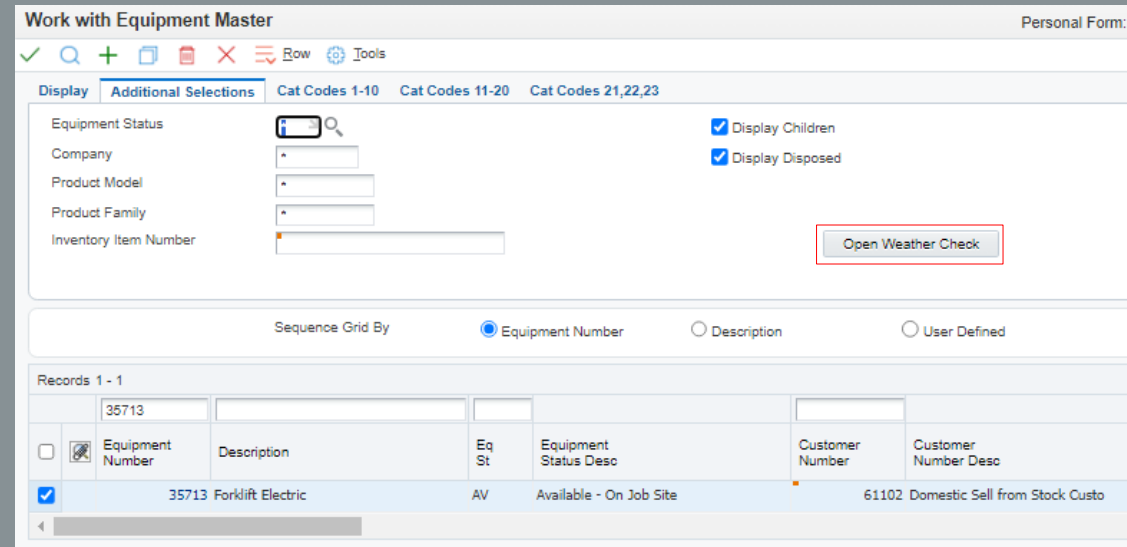 Work with Equipment Master Personal Form:
Row Tools
Display Additional Selections Cat Codes 1-10 Cat Codes 11-20 Cat Codes 21,22,23
Equipment Status * Display Children
Company * Display Disposed
Product Model *
Product Family *
Inventory Item Number Open Weather Check
Sequence Grid By Equipment Number Description User Defined
Records 1 - 1
35713
Equipment Eq Equipment Customer Customer
Number Description St Status Desc Number Number Desc
35713 Forklift Electric AV Available - On Job Site 61102 Domestic Sell from Stock Custo